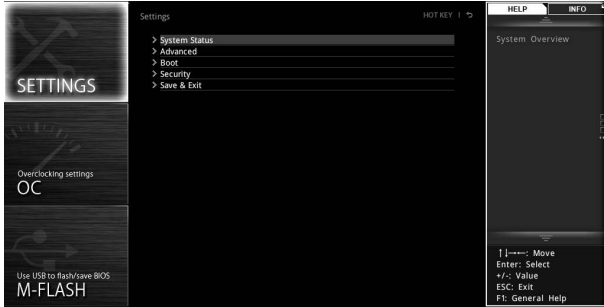 Settings
HOT KEY | ↩
HELP
INFO
SETTINGS
> System Status
> Advanced
> Boot
> Security
> Save & Exit
Overclocking settings
OC
Use USB to flash/save BIOS
M-FLASH
System Overview
↑↓→←: Move
Enter: Select
+/-: Value
ESC: Exit
F1: General Help